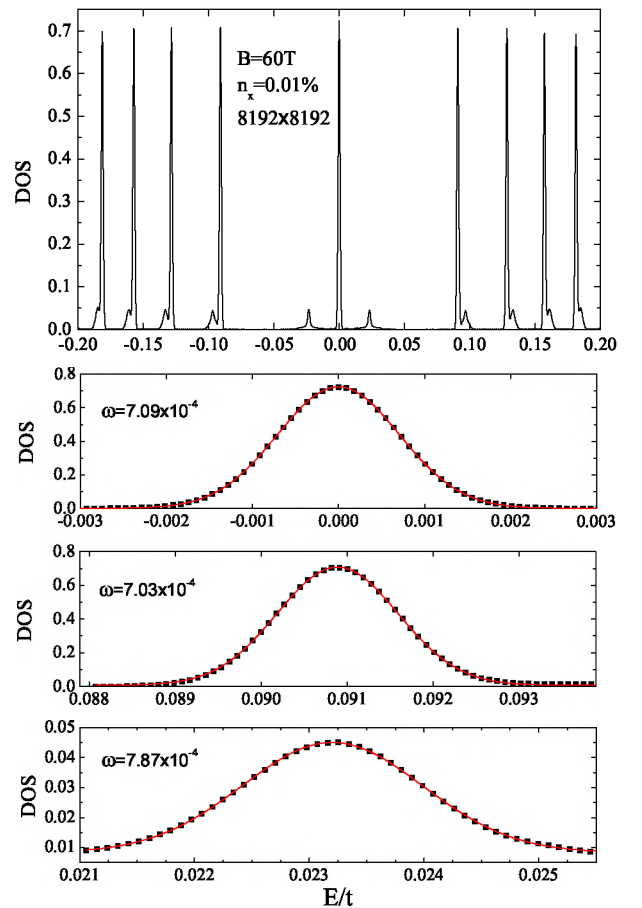 0.7
0.6
0.5
0.4
0.3
0.2
0.1
0.0
DOS
B=60T
nₓ=0.01%
8192x8192
-0.20 -0.15 -0.10 -0.05 0.00 0.05 0.10 0.15 0.20
0.8
0.6
0.4
0.2
0.0
DOS
ω=7.09x10⁻⁴
-0.003 -0.002 -0.001 0.000 0.001 0.002 0.003
0.8
0.6
0.4
0.2
0.0
DOS
ω=7.03x10⁻⁴
0.088 0.089 0.090 0.091 0.092 0.093
0.05
0.04
0.03
0.02
0.01
DOS
ω=7.87x10⁻⁴
0.021 0.022 0.023 0.024 0.025
E/t